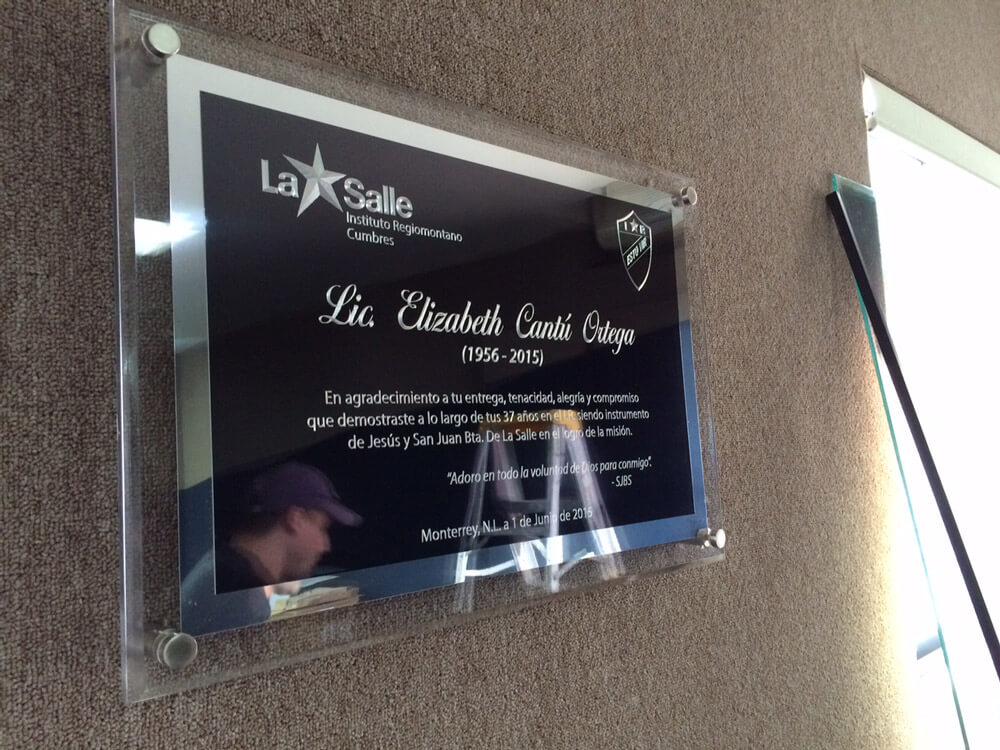 La Salle
Instituto Regiomontano
Cumbres
I R
ESTO VIR
Lic. Elizabeth Cantú Ortega
(1956 - 2015)
En agradecimiento a tu entrega, tenacidad, alegría y compromiso
que demostraste a lo largo de tus 37 años en el I.R. siendo instrumento
de Jesús y San Juan Bta. De La Salle en el logro de la misión.
"Adoro en todo la voluntad de Dios para conmigo".
- SJBS
Monterrey, N.L. a 1 de Junio de 2015